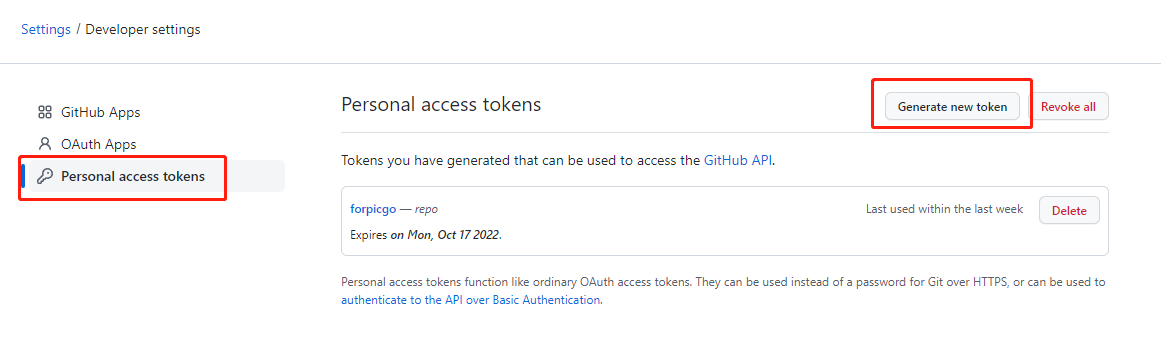 Settings / Developer settings
GitHub Apps
OAuth Apps
Personal access tokens
Personal access tokens
Generate new token
Revoke all
Tokens you have generated that can be used to access the GitHub API.
forpicgo — repo
Last used within the last week
Delete
Expires on Mon, Oct 17 2022.
Personal access tokens function like ordinary OAuth access tokens. They can be used instead of a password for Git over HTTPS, or can be used to
authenticate to the API over Basic Authentication.